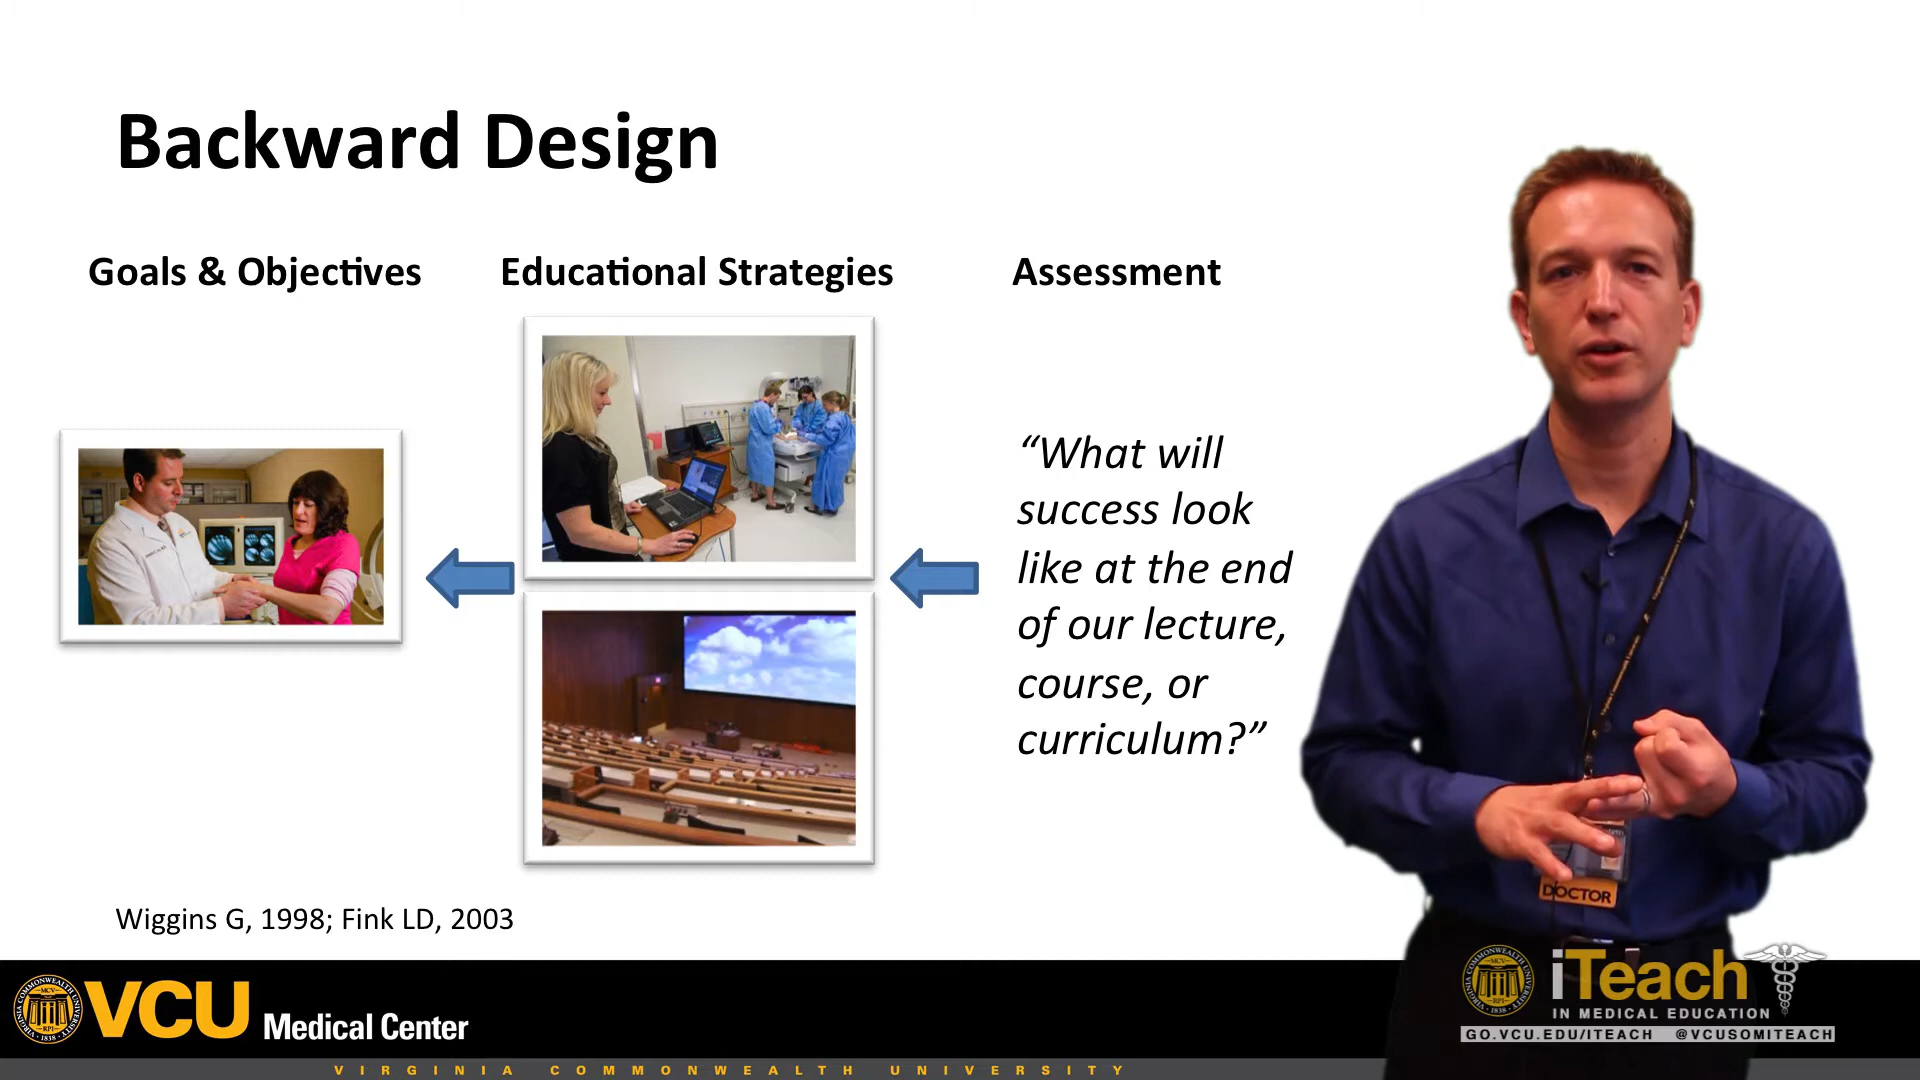 Backward Design
Goals & Objectives
Educational Strategies
Assessment
“What will
success look
like at the end
of our lecture,
course, or
curriculum?”
Wiggins G, 1998; Fink LD, 2003
DOCTOR
VCU Medical Center
iTeach
IN MEDICAL EDUCATION
GO.VCU.EDU/ITEACH @VCUSOMITEACH
VIRGINIA COMMONWEALTH UNIVERSITY